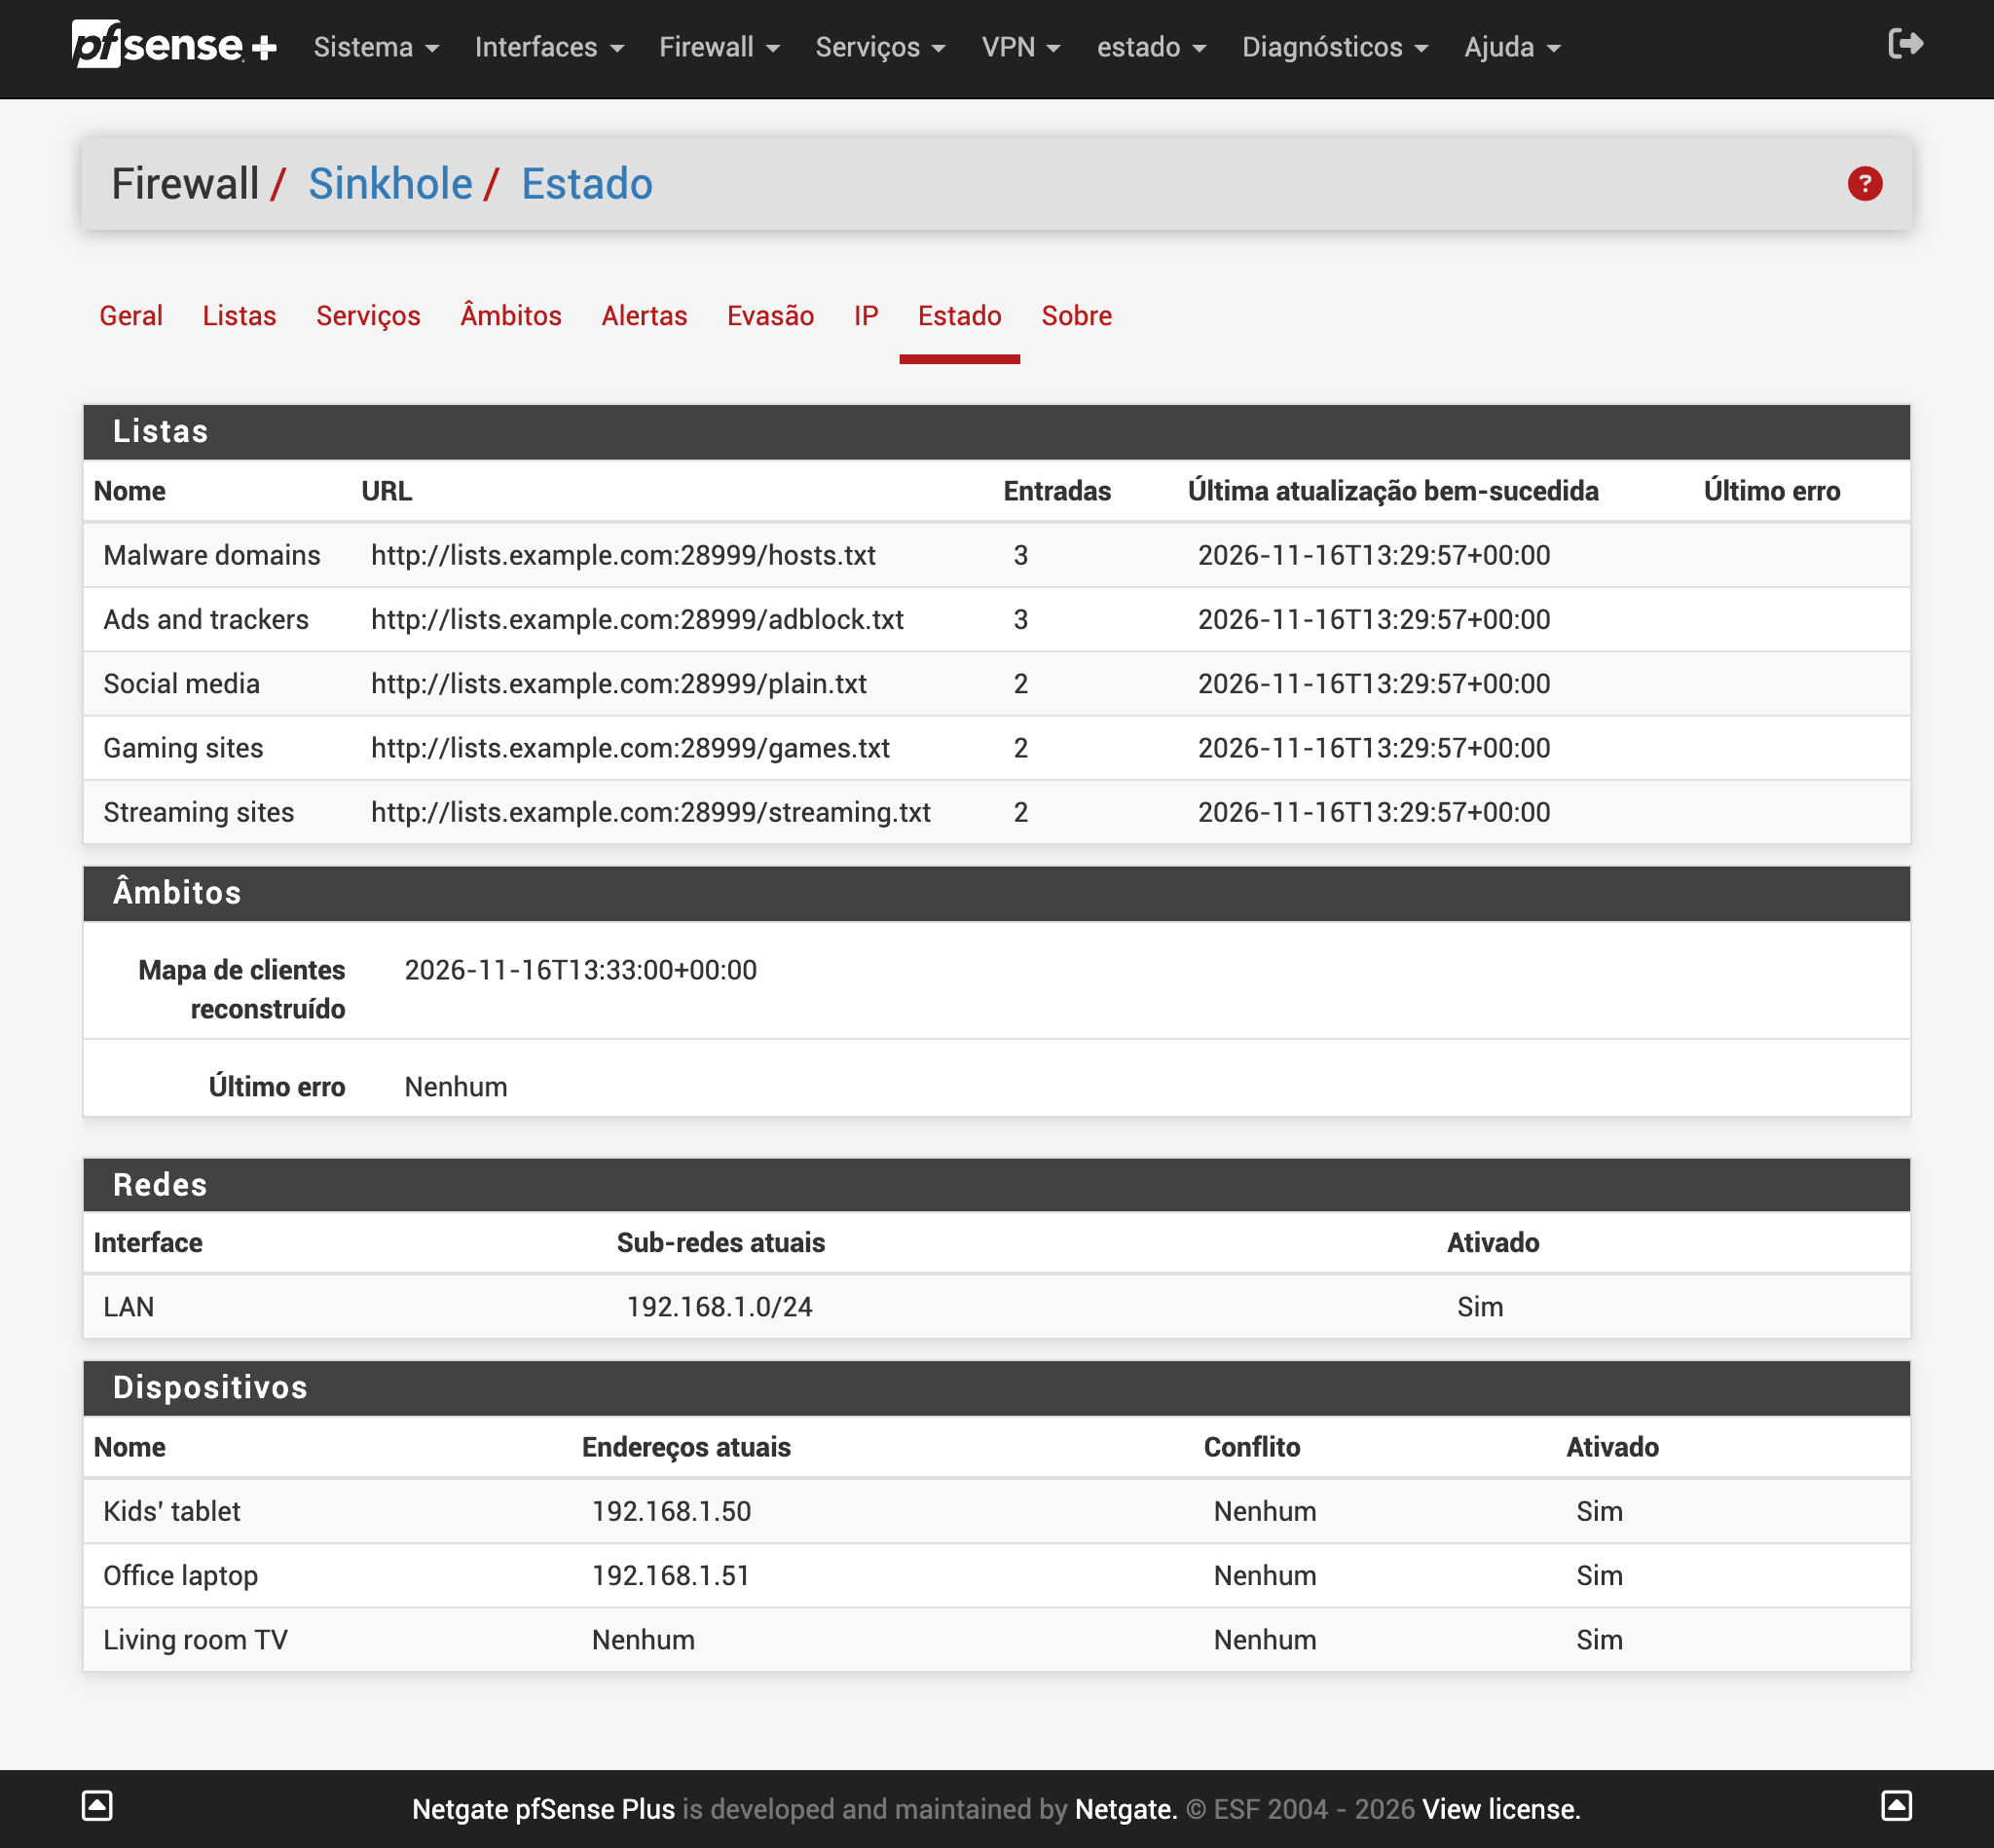 pfsense+ Sistema Interfaces Firewall Serviços VPN estado Diagnósticos Ajuda
Firewall / Sinkhole / Estado ?
Geral Listas Serviços Âmbitos Alertas Evasão IP Estado Sobre
Listas
Nome URL Entradas Última atualização bem-sucedida Último erro
Malware domains http://lists.example.com:28999/hosts.txt 3 2026-11-16T13:29:57+00:00
Ads and trackers http://lists.example.com:28999/adblock.txt 3 2026-11-16T13:29:57+00:00
Social media http://lists.example.com:28999/plain.txt 2 2026-11-16T13:29:57+00:00
Gaming sites http://lists.example.com:28999/games.txt 2 2026-11-16T13:29:57+00:00
Streaming sites http://lists.example.com:28999/streaming.txt 2 2026-11-16T13:29:57+00:00
Âmbitos
Mapa de clientes 2026-11-16T13:33:00+00:00
reconstruído
Último erro Nenhum
Redes
Interface Sub-redes atuais Ativado
LAN 192.168.1.0/24 Sim
Dispositivos
Nome Endereços atuais Conflito Ativado
Kids' tablet 192.168.1.50 Nenhum Sim
Office laptop 192.168.1.51 Nenhum Sim
Living room TV Nenhum Nenhum Sim
Netgate pfSense Plus is developed and maintained by Netgate. © ESF 2004 - 2026 View license.